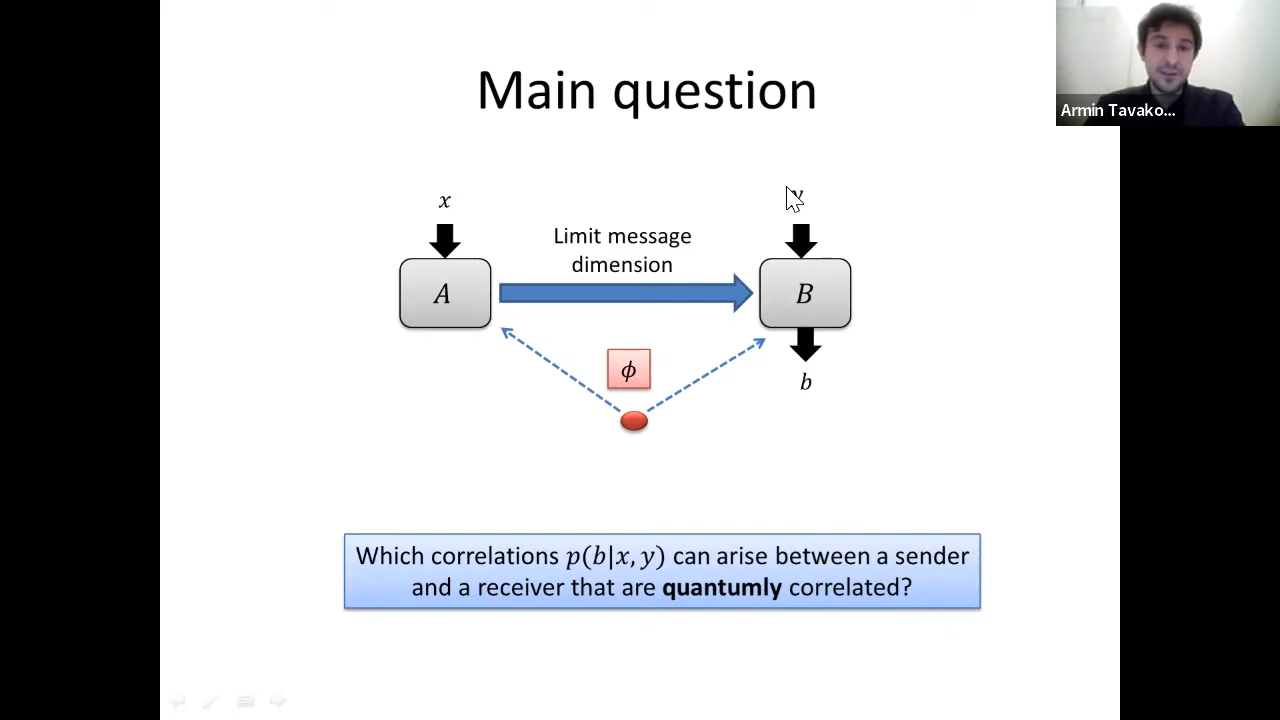 Main question
Armin Tavako...
x
Limit message
dimension
A
B
ϕ
b
Which correlations p(b|x, y) can arise between a sender
and a receiver that are quantumly correlated?